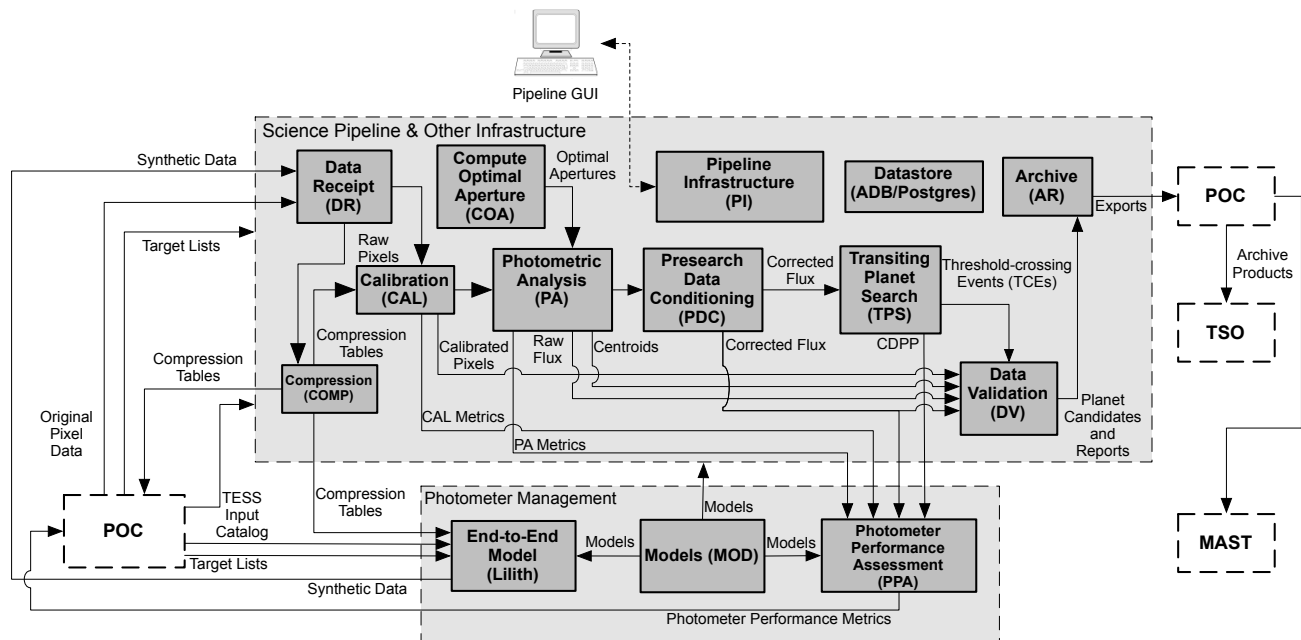 Pipeline GUI
Science Pipeline & Other Infrastructure
Synthetic Data
Data
Receipt
(DR)
Compute
Optimal
Aperture
(COA)
Optimal
Apertures
Pipeline
Infrastructure
(PI)
Datastore
(ADB/Postgres)
Archive
(AR)
Exports
POC
Target Lists
Raw
Pixels
Calibration
(CAL)
Photometric
Analysis
(PA)
Presearch
Data
Conditioning
(PDC)
Corrected
Flux
Transiting
Planet
Search
(TPS)
Threshold-crossing
Events (TCEs)
Archive
Products
TSO
Compression
Tables
Compression
Tables
Calibrated
Pixels
Raw
Flux
Centroids
Corrected Flux
CDPP
Compression
(COMP)
Data
Validation
(DV)
Planet
Candidates
and
Reports
Original
Pixel
Data
CAL Metrics
PA Metrics
POC
TESS
Input
Catalog
Compression
Tables
Target Lists
Synthetic Data
Photometer Management
Models
End-to-End
Model
(Lilith)
Models
Models (MOD)
Models
Photometer
Performance
Assessment
(PPA)
Photometer Performance Metrics
MAST